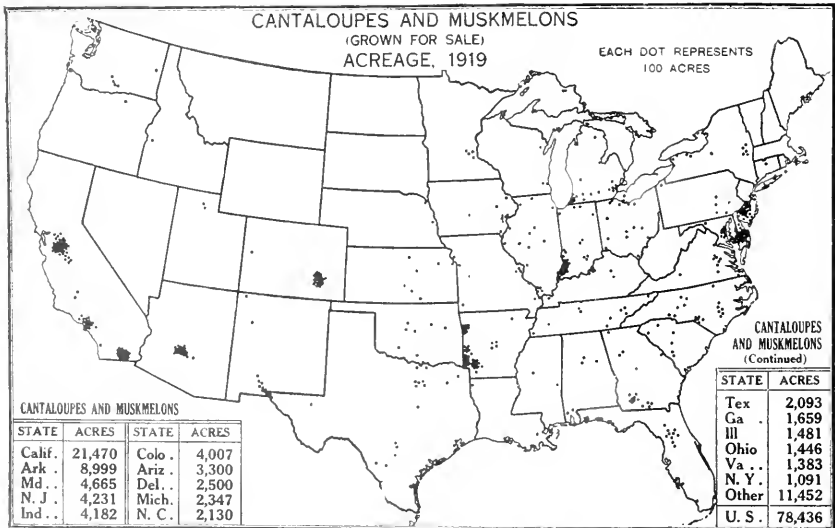 CANTALOUPES AND MUSKMELONS
(GROWN FOR SALE)
ACREAGE, 1919
EACH DOT REPRESENTS
100 ACRES
CANTALOUPES AND MUSKMELONS
STATE ACRES STATE ACRES
Calif. 21,470 Colo. 4,007
Ark. 8,999 Ariz. 3,300
Md.. 4,665 Del.. 2,500
N. J. 4,231 Mich. 2,347
Ind.. 4,182 N. C. 2,130
CANTALOUPES
AND MUSKMELONS
(Continued)
STATE ACRES
Tex 2,093
Ga . 1,659
Ill 1,481
Ohio 1,446
Va .. 1,383
N. Y. 1,091
Other 11,452
U. S. 78,436